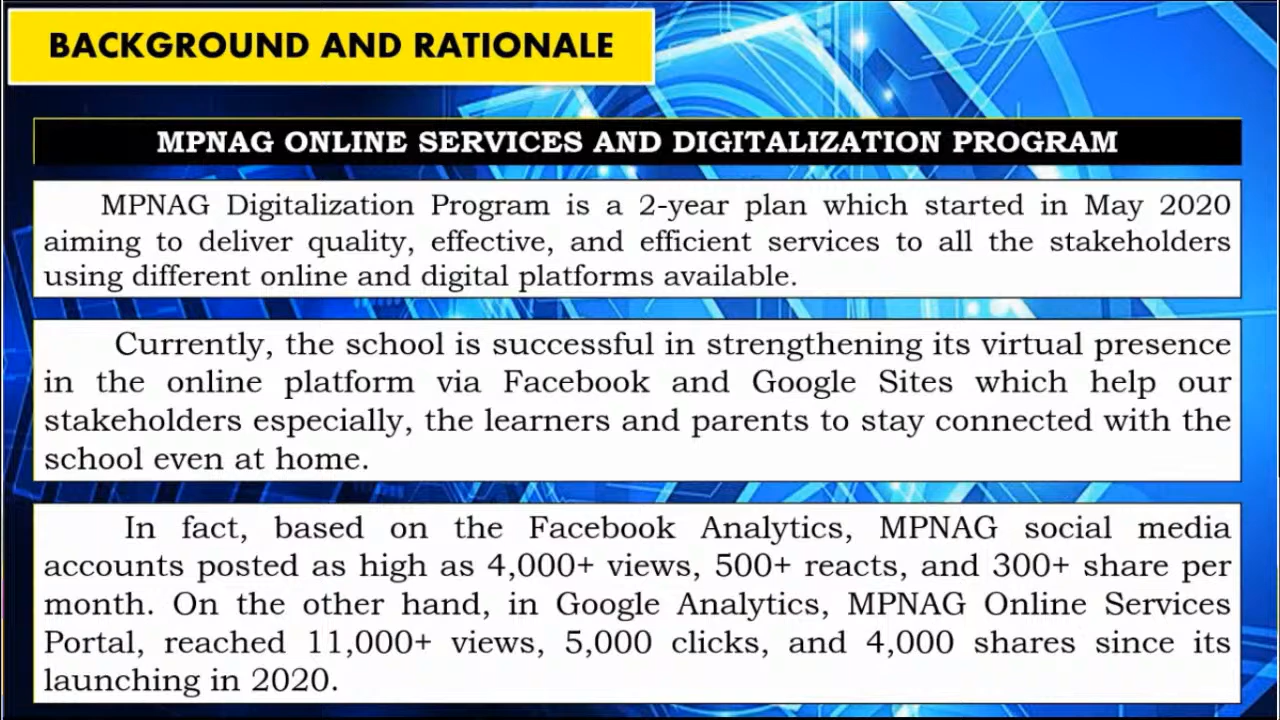 BACKGROUND AND RATIONALE
MPNAG ONLINE SERVICES AND DIGITALIZATION PROGRAM
MPNAG Digitalization Program is a 2-year plan which started in May 2020
aiming to deliver quality, effective, and efficient services to all the stakeholders
using different online and digital platforms available.
Currently, the school is successful in strengthening its virtual presence
in the online platform via Facebook and Google Sites which help our
stakeholders especially, the learners and parents to stay connected with the
school even at home.
In fact, based on the Facebook Analytics, MPNAG social media
accounts posted as high as 4,000+ views, 500+ reacts, and 300+ share per
month. On the other hand, in Google Analytics, MPNAG Online Services
Portal, reached 11,000+ views, 5,000 clicks, and 4,000 shares since its
launching in 2020.